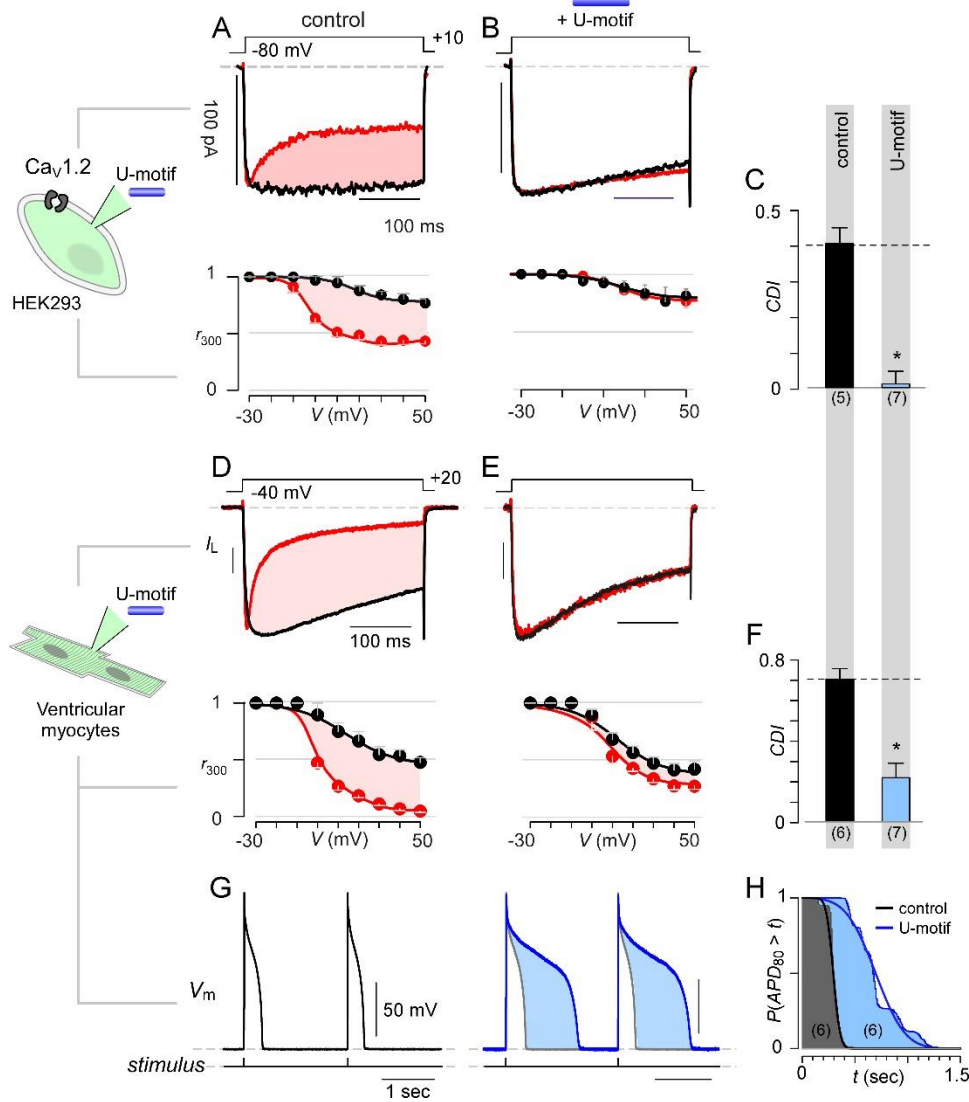 A
control
-80 mV
+10
B
+ U-motif
100 pA
100 ms
CaV1.2
U-motif
HEK293
1
r300
0
-30
V (mV)
50
-30
V (mV)
50
control
U-motif
C
0.5
CDI
0
*
(5)
(7)
D
-40 mV
+20
E
IL
100 ms
U-motif
Ventricular
myocytes
1
r300
0
-30
V (mV)
50
-30
V (mV)
50
F
0.8
CDI
0
*
(6)
(7)
G
Vm
50 mV
stimulus
1 sec
H
1
P(APD80 > t)
0
control
U-motif
(6)
(6)
0
t (sec)
1.5